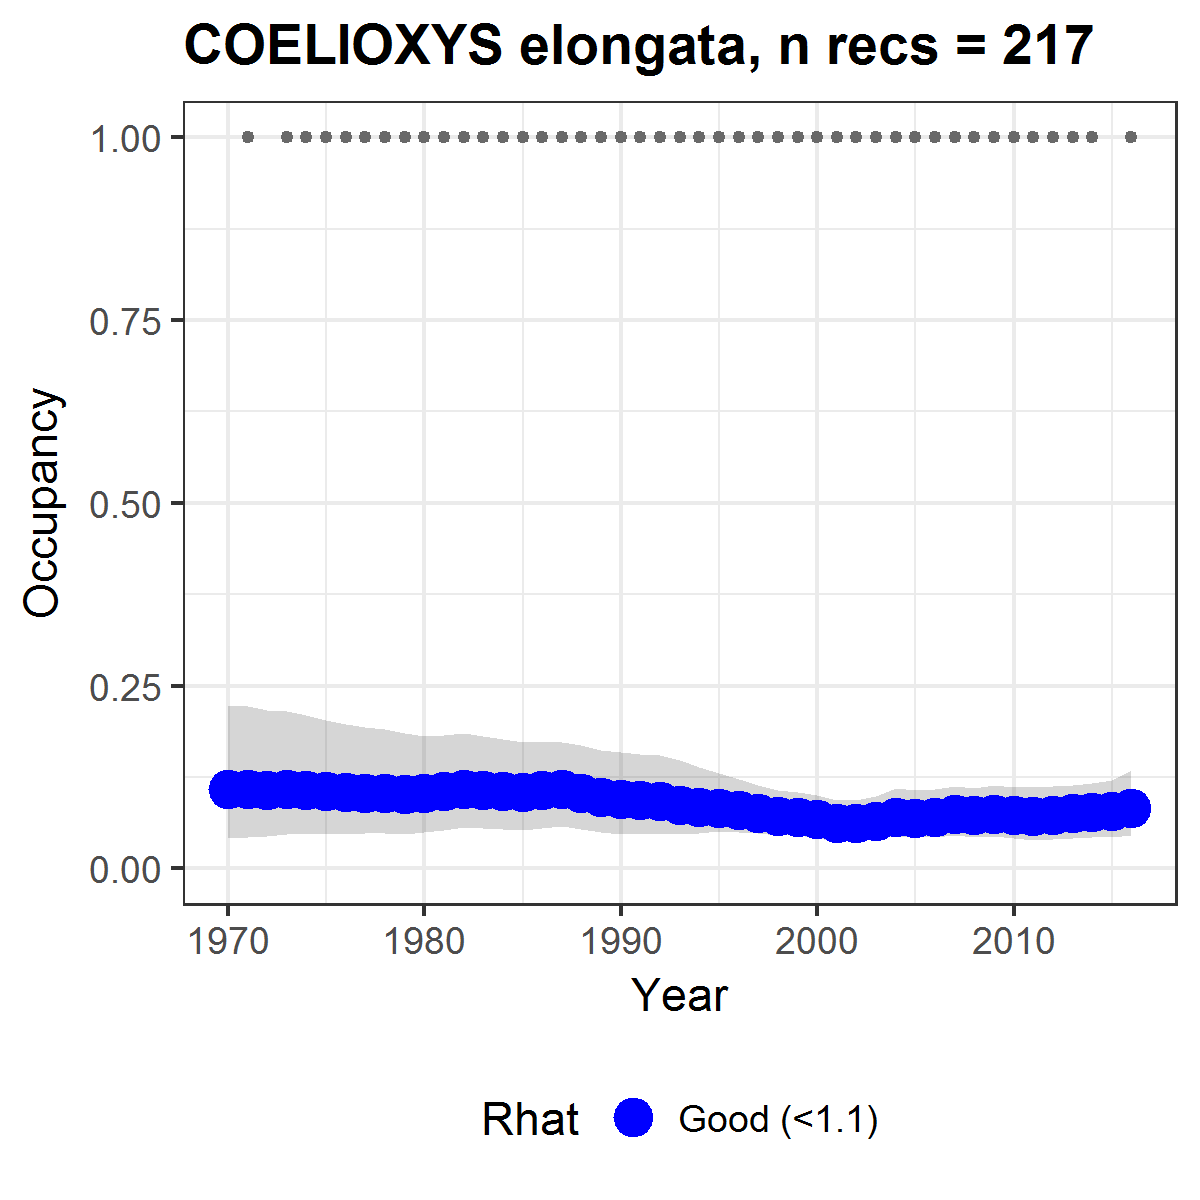 COELIOXYS elongata, n recs = 217
1.00
0.75
0.50
0.25
0.00
Occupancy
1970 1980 1990 2000 2010
Year
Rhat Good (<1.1)